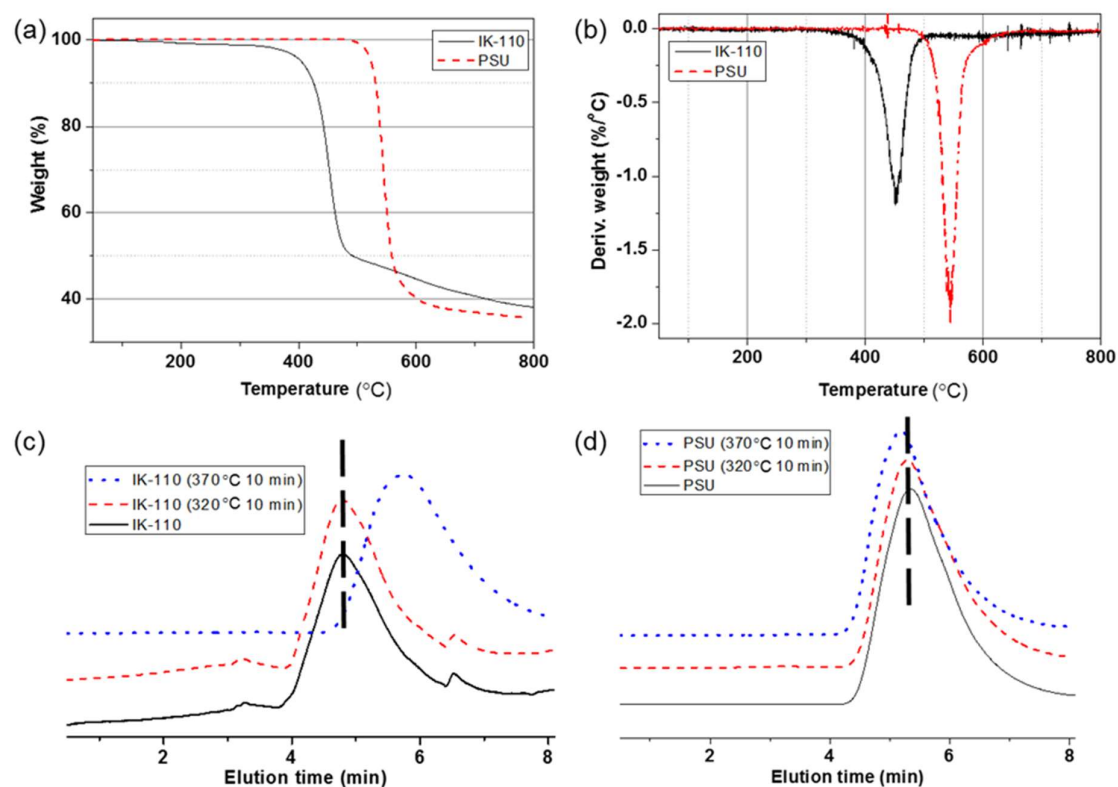 (a)
IK-110
PSU
100
80
60
40
200
400
600
800
Weight (%)
Temperature (°C)
(b)
IK-110
PSU
0.0
-0.5
-1.0
-1.5
-2.0
200
400
600
800
Deriv. weight (%/°C)
Temperature (°C)
(c)
IK-110 (370°C 10 min)
IK-110 (320°C 10 min)
IK-110
2
4
6
8
Elution time (min)
(d)
PSU (370°C 10 min)
PSU (320°C 10 min)
PSU
2
4
6
8
Elution time (min)